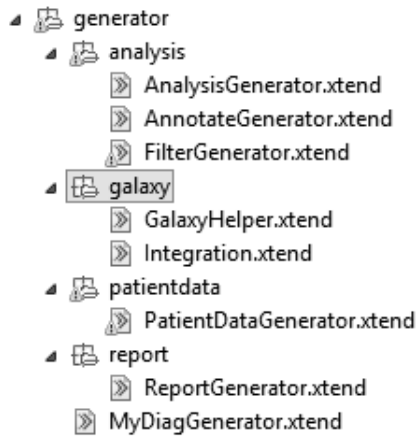 generator
analysis
AnalysisGenerator.xtend
AnnotateGenerator.xtend
FilterGenerator.xtend
galaxy
GalaxyHelper.xtend
Integration.xtend
patientdata
PatientDataGenerator.xtend
report
ReportGenerator.xtend
MyDiagGenerator.xtend